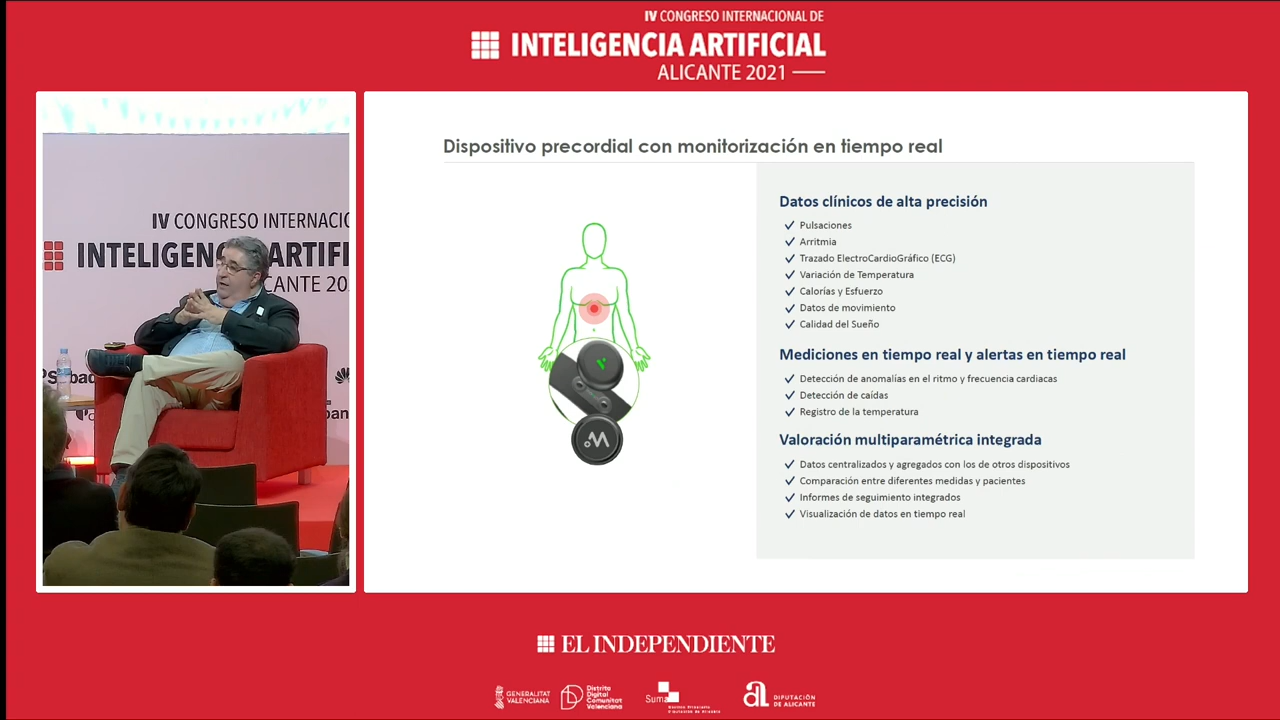 IV CONGRESO INTERNACIONAL DE
INTELIGENCIA ARTIFICIAL
ALICANTE 2021
IV CONGRESO INTERNACIO
INTELIGENCIA ARTIFI
CANTE 20
Dispositivo precordial con monitorización en tiempo real
Datos clínicos de alta precisión
Pulsaciones
Arritmia
Trazado ElectroCardioGráfico (ECG)
Variación de Temperatura
Calorías y Esfuerzo
Datos de movimiento
Calidad del Sueño
Mediciones en tiempo real y alertas en tiempo real
Detección de anomalías en el ritmo y frecuencia cardiacas
Detección de caídas
Registro de la temperatura
Valoración multiparamétrica integrada
Datos centralizados y agregados con los de otros dispositivos
Comparación entre diferentes medidas y pacientes
Informes de seguimiento integrados
Visualización de datos en tiempo real
EL INDEPENDIENTE
GENERALITAT
VALENCIANA
Distrito
Digital
Comunitat
Valenciana
Suma
DIPUTACIÓN
DE ALICANTE